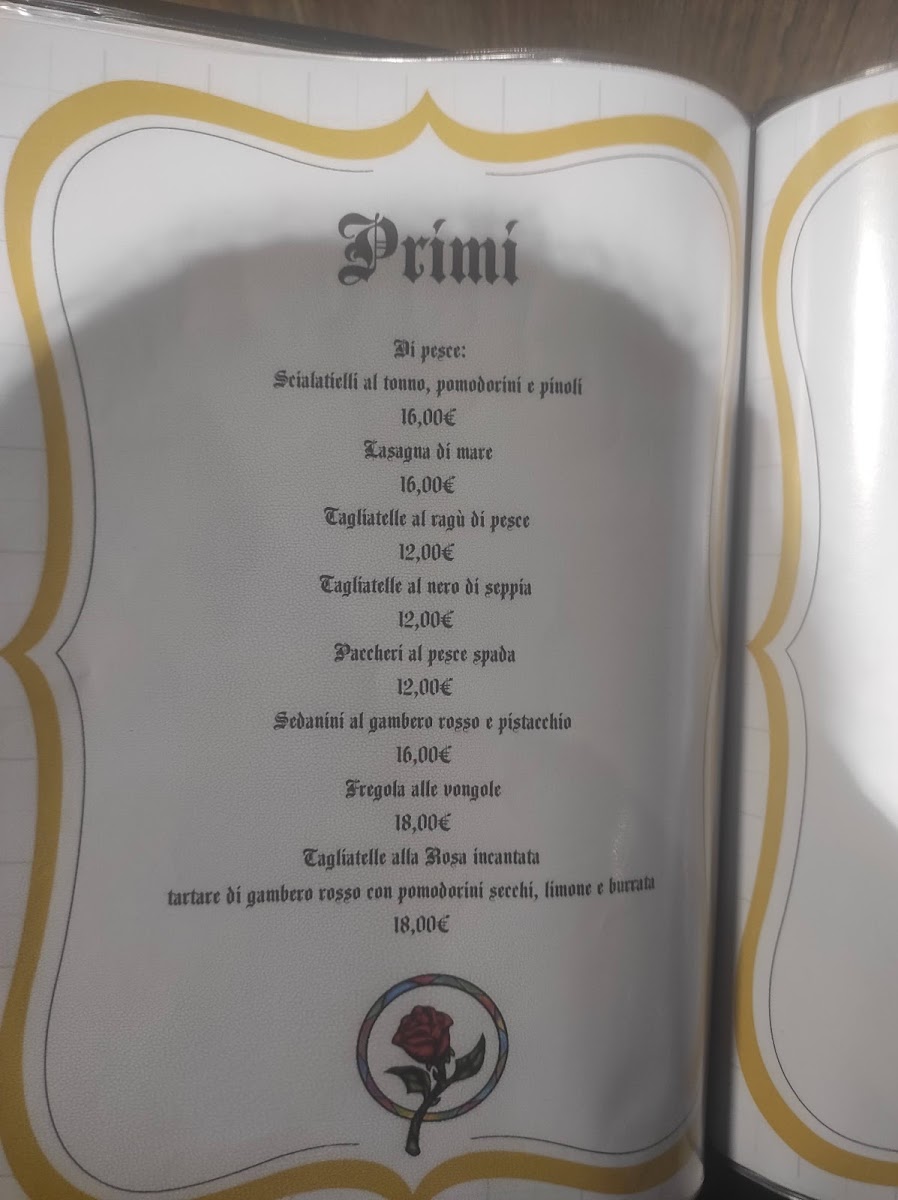 Primi
Di pesce:
Scialatielli al tonno, pomodorini e pinoli
16,00€
Lasagna di mare
16,00€
Tagliatelle al ragù di pesce
12,00€
Tagliatelle al nero di seppia
12,00€
Paccheri al pesce spada
12,00€
Sedanini al gambero rosso e pistacchio
16,00€
Fregola alle vongole
18,00€
Tagliatelle alla Rosa incantata
tartare di gambero rosso con pomodorini secchi, limone e burrata
18,00€